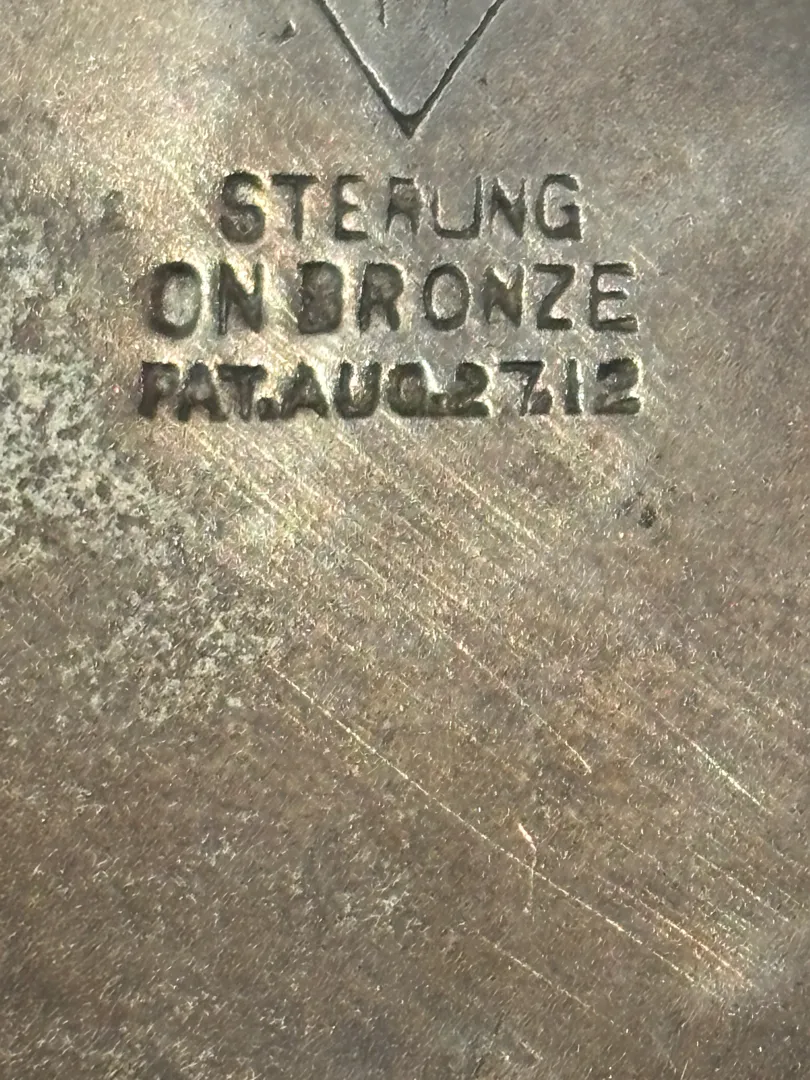 STERLING
ON BRONZE
PAT.AUG.27.12